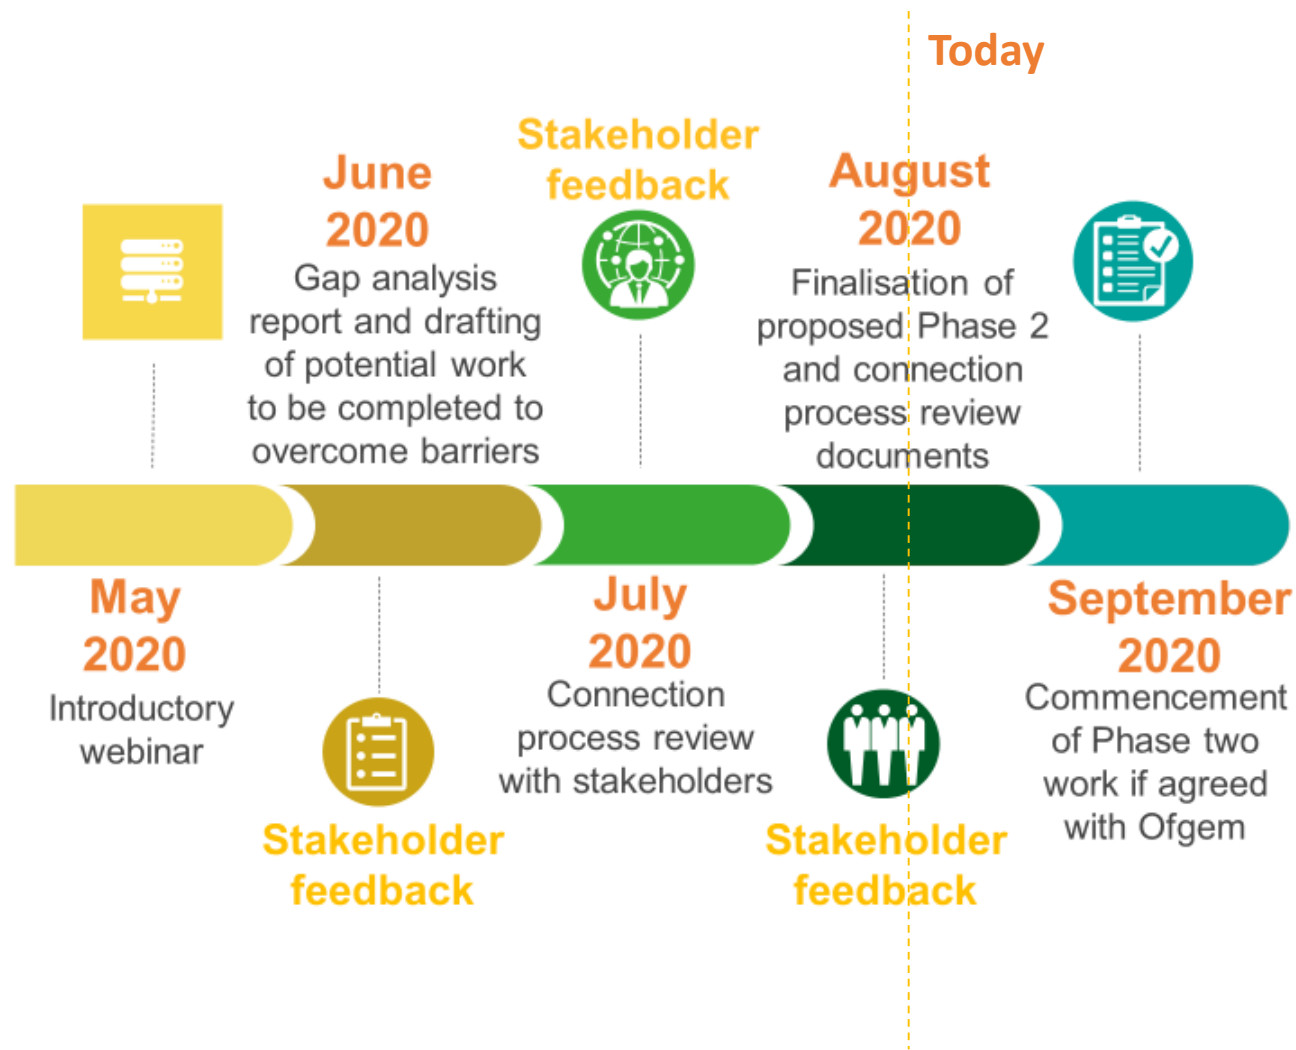 Today
May
2020
Introductory
webinar
June
2020
Gap analysis
report and drafting
of potential work
to be completed to
overcome barriers
Stakeholder
feedback
Stakeholder
feedback
July
2020
Connection
process review
with stakeholders
August
2020
Finalisation of
proposed Phase 2
and connection
process review
documents
Stakeholder
feedback
September
2020
Commencement
of Phase two
work if agreed
with Ofgem